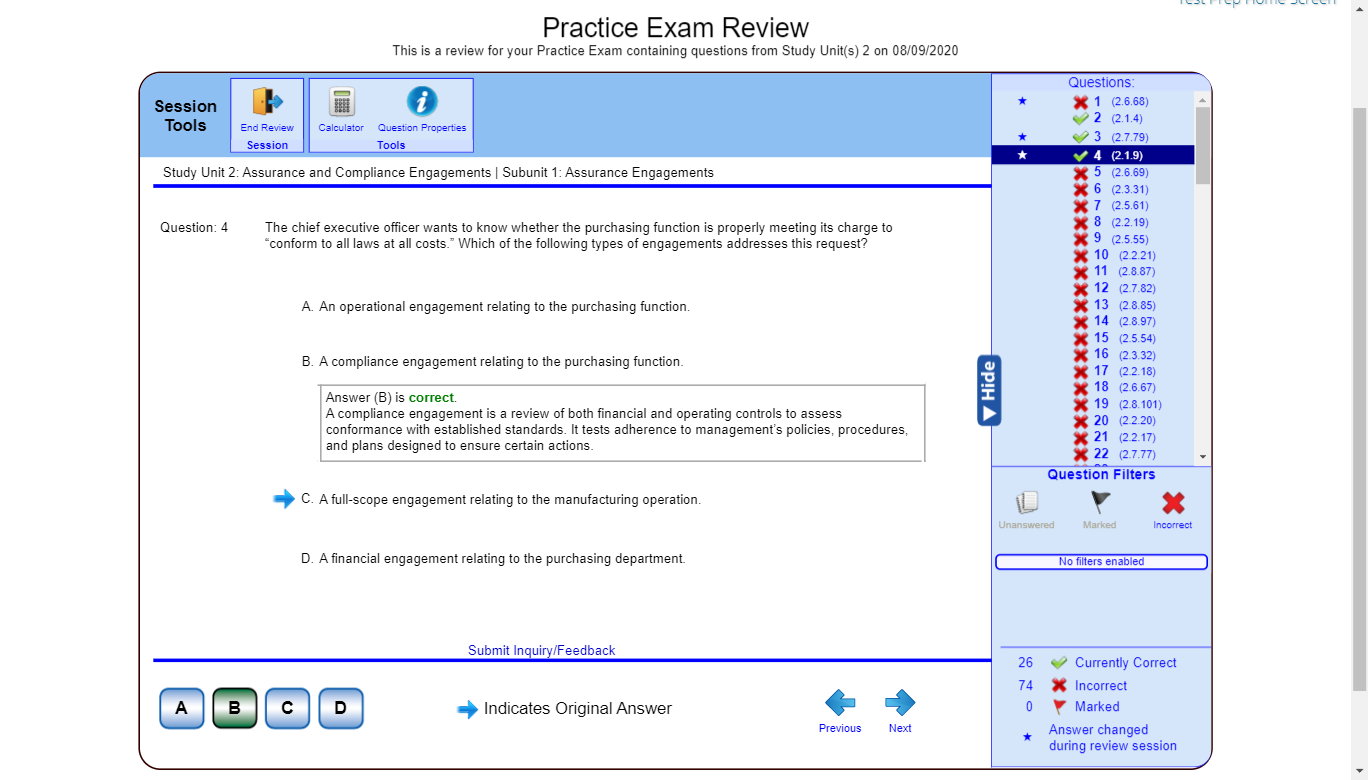 Test Prep Home Screen
Practice Exam Review
This is a review for your Practice Exam containing questions from Study Unit(s) 2 on 08/09/2020
Session
Tools
End Review
Session
Calculator
Question Properties
Tools
Study Unit 2: Assurance and Compliance Engagements | Subunit 1: Assurance Engagements
Question: 4
The chief executive officer wants to know whether the purchasing function is properly meeting its charge to
“conform to all laws at all costs.” Which of the following types of engagements addresses this request?
A. An operational engagement relating to the purchasing function.
B. A compliance engagement relating to the purchasing function.
Answer (B) is correct.
A compliance engagement is a review of both financial and operating controls to assess
conformance with established standards. It tests adherence to management’s policies, procedures,
and plans designed to ensure certain actions.
C. A full-scope engagement relating to the manufacturing operation.
D. A financial engagement relating to the purchasing department.
Submit Inquiry/Feedback
A B C D
Indicates Original Answer
Previous
Next
Hide
Questions:
1 (2.6.68)
2 (2.1.4)
3 (2.7.79)
4 (2.1.9)
5 (2.6.69)
6 (2.3.31)
7 (2.5.61)
8 (2.2.19)
9 (2.5.55)
10 (2.2.21)
11 (2.8.87)
12 (2.7.82)
13 (2.8.85)
14 (2.8.97)
15 (2.5.54)
16 (2.3.32)
17 (2.2.18)
18 (2.6.67)
19 (2.8.101)
20 (2.2.20)
21 (2.2.17)
22 (2.7.77)
Question Filters
Unanswered
Marked
Incorrect
No filters enabled
26 Currently Correct
74 Incorrect
0 Marked
Answer changed
during review session